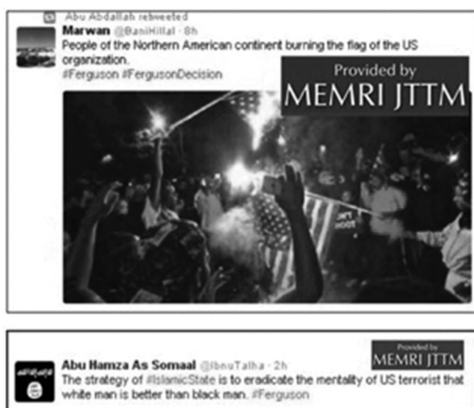 Abu Abdallah retweeted
Marwan @BaniHillal · 8h
People of the Northern American continent burning the flag of the US
organization.
#Ferguson #FergusonDecision
Provided by
MEMRI JTTM
Provided by
MEMRI JTTM
Abu Hamza As Somaal @IbnuTalha · 2h
The strategy of #IslamicState is to eradicate the mentality of US terrorist that
white man is better than black man. #Ferguson